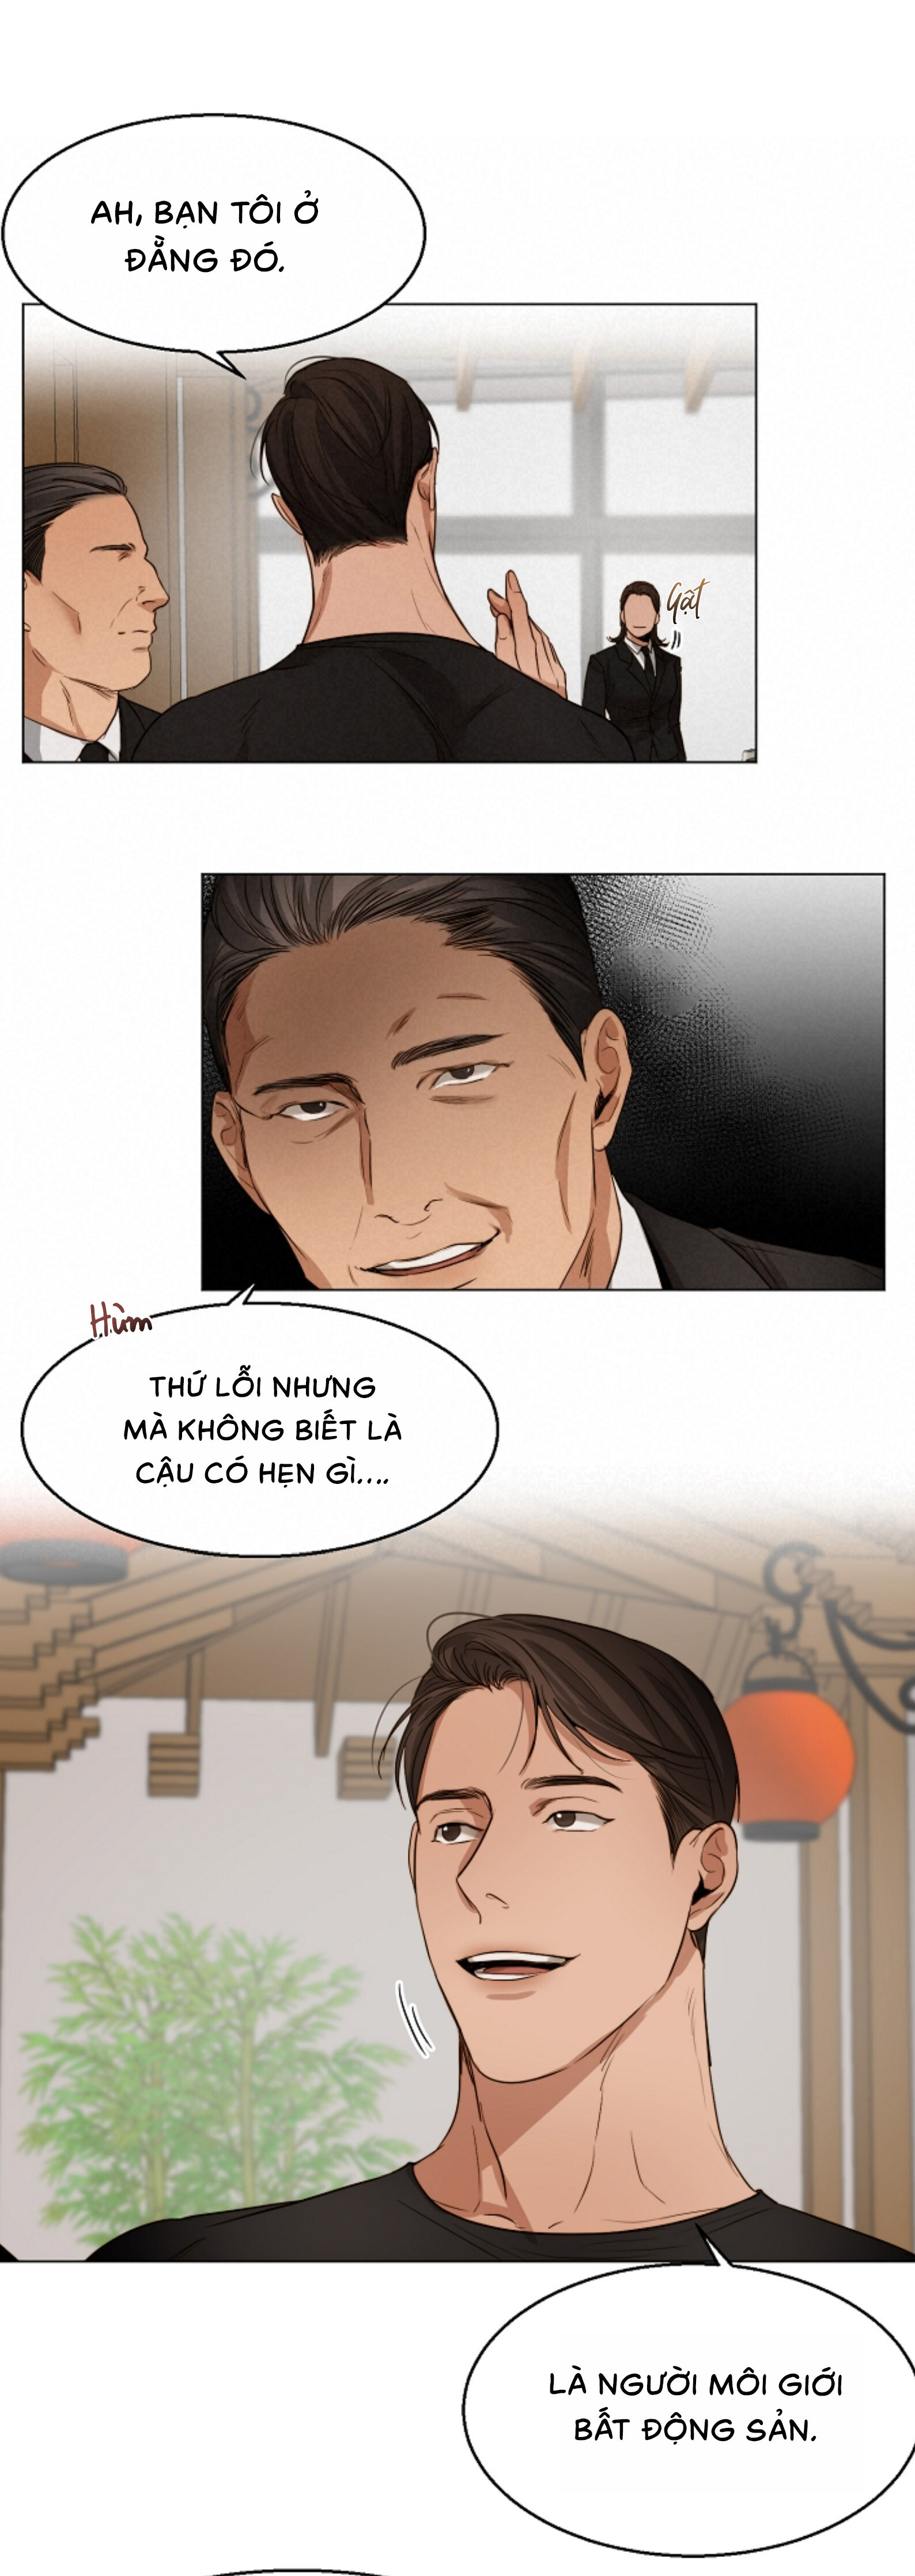 AH, BẠN TÔI Ở
ĐẰNG ĐÓ.
Gật
Hùm
THỨ LỖI NHƯNG
MÀ KHÔNG BIẾT LÀ
CẬU CÓ HẸN GÌ....
LÀ NGƯỜI MÔI GIỚI
BẤT ĐỘNG SẢN.